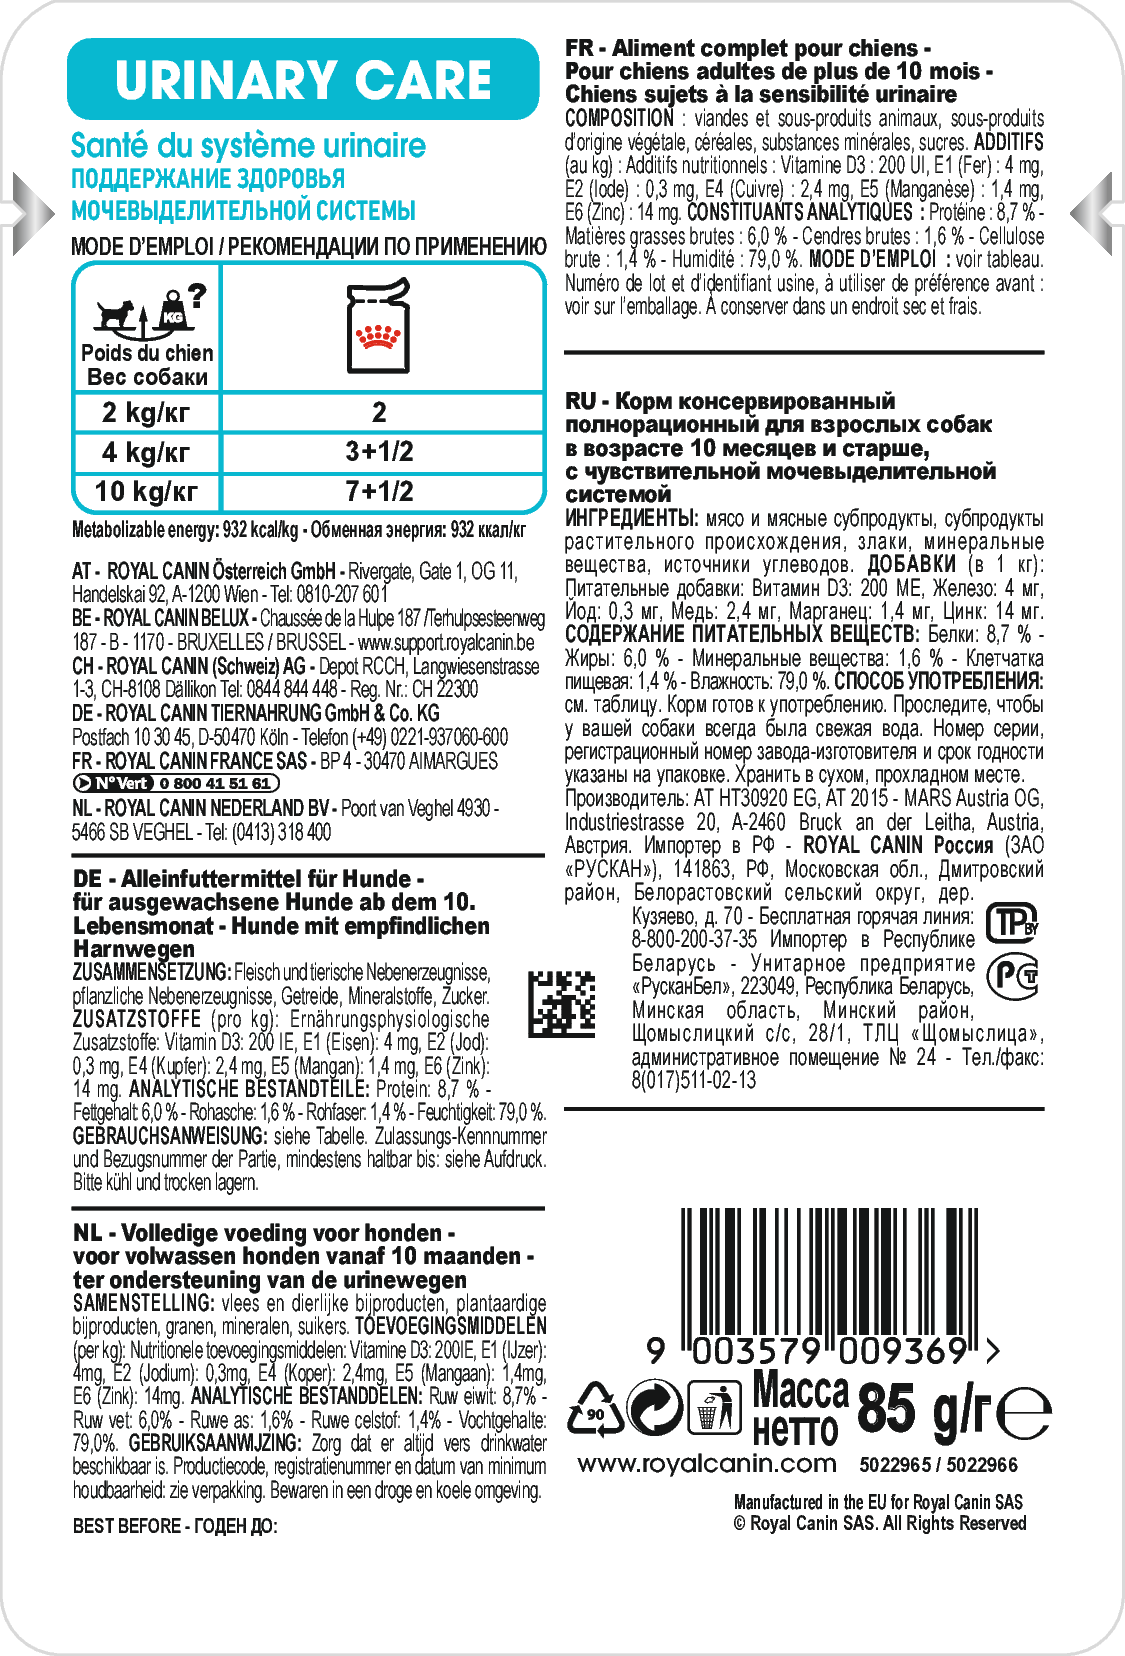 URINARY CARE
Santé du système urinaire
ПОДДЕРЖАНИЕ ЗДОРОВЬЯ
МОЧЕВЫДЕЛИТЕЛЬНОЙ СИСТЕМЫ
MODE D'EMPLOI / РЕКОМЕНДАЦИИ ПО ПРИМЕНЕНИЮ
?
KG
Poids du chien
Вес собаки
2 kg/кг 2
4 kg/кг 3+1/2
10 kg/кг 7+1/2
Metabolizable energy: 932 kcal/kg - Обменная энергия: 932 ккал/кг
AT - ROYAL CANIN Österreich GmbH - Rivergate, Gate 1, OG 11,
Handelskai 92, A-1200 Wien - Tel: 0810-207 601
BE - ROYAL CANIN BELUX - Chaussée de la Hulpe 187 /Terhulpsesteenweg
187 - B - 1170 - BRUXELLES / BRUSSEL - www.support.royalcanin.be
CH - ROYAL CANIN (Schweiz) AG - Depot RCCH, Langwiesenstrasse
1-3, CH-8108 Dällikon Tel: 0844 844 448 - Reg. Nr.: CH 22300
DE - ROYAL CANIN TIERNAHRUNG GmbH & Co. KG
Postfach 10 30 45, D-50470 Köln - Telefon (+49) 0221-937060-600
FR - ROYAL CANIN FRANCE SAS - BP 4 - 30470 AIMARGUES
N° Vert 0 800 41 51 61
NL - ROYAL CANIN NEDERLAND BV - Poort van Veghel 4930 -
5466 SB VEGHEL - Tel: (0413) 318 400
DE - Alleinfuttermittel für Hunde -
für ausgewachsene Hunde ab dem 10.
Lebensmonat - Hunde mit empfindlichen
Harnwegen
ZUSAMMENSETZUNG: Fleisch und tierische Nebenerzeugnisse,
pflanzliche Nebenerzeugnisse, Getreide, Mineralstoffe, Zucker.
ZUSATZSTOFFE (pro kg): Ernährungsphysiologische
Zusatzstoffe: Vitamin D3: 200 IE, E1 (Eisen): 4 mg, E2 (Jod):
0,3 mg, E4 (Kupfer): 2,4 mg, E5 (Mangan): 1,4 mg, E6 (Zink):
14 mg. ANALYTISCHE BESTANDTEILE: Protein: 8,7 % -
Fettgehalt: 6,0 % - Rohasche: 1,6 % - Rohfaser: 1,4 % - Feuchtigkeit: 79,0 %.
GEBRAUCHSANWEISUNG: siehe Tabelle. Zulassungs-Kennnummer
und Bezugsnummer der Partie, mindestens haltbar bis: siehe Aufdruck.
Bitte kühl und trocken lagern.
NL - Volledige voeding voor honden -
voor volwassen honden vanaf 10 maanden -
ter ondersteuning van de urinewegen
SAMENSTELLING: vlees en dierlijke bijproducten, plantaardige
bijproducten, granen, mineralen, suikers. TOEVOEGINGSMIDDELEN
(per kg): Nutritionele toevoegingsmiddelen: Vitamine D3: 200IE, E1 (IJzer):
4mg, E2 (Jodium): 0,3mg, E4 (Koper): 2,4mg, E5 (Mangaan): 1,4mg,
E6 (Zink): 14mg. ANALYTISCHE BESTANDDELEN: Ruw eiwit: 8,7% -
Ruw vet: 6,0% - Ruwe as: 1,6% - Ruwe celstof: 1,4% - Vochtgehalte:
79,0%. GEBRUIKSAANWIJZING: Zorg dat er altijd vers drinkwater
beschikbaar is. Productiecode, registratienummer en datum van minimum
houdbaarheid: zie verpakking. Bewaren in een droge en koele omgeving.
BEST BEFORE - ГОДЕН ДО:
FR - Aliment complet pour chiens -
Pour chiens adultes de plus de 10 mois -
Chiens sujets à la sensibilité urinaire
COMPOSITION : viandes et sous-produits animaux, sous-produits
d'origine végétale, céréales, substances minérales, sucres. ADDITIFS
(au kg) : Additifs nutritionnels : Vitamine D3 : 200 UI, E1 (Fer) : 4 mg,
E2 (Iode) : 0,3 mg, E4 (Cuivre) : 2,4 mg, E5 (Manganèse) : 1,4 mg,
E6 (Zinc) : 14 mg. CONSTITUANTS ANALYTIQUES : Protéine : 8,7 % -
Matières grasses brutes : 6,0 % - Cendres brutes : 1,6 % - Cellulose
brute : 1,4 % - Humidité : 79,0 %. MODE D'EMPLOI : voir tableau.
Numéro de lot et d'identifiant usine, à utiliser de préférence avant :
voir sur l'emballage. À conserver dans un endroit sec et frais.
RU - Корм консервированный
полнорационный для взрослых собак
в возрасте 10 месяцев и старше,
с чувствительной мочевыделительной
системой
ИНГРЕДИЕНТЫ: мясо и мясные субпродукты, субпродукты
растительного происхождения, злаки, минеральные
вещества, источники углеводов. ДОБАВКИ (в 1 кг):
Питательные добавки: Витамин D3: 200 ME, Железо: 4 мг,
Йод: 0,3 мг, Медь: 2,4 мг, Марганец: 1,4 мг, Цинк: 14 мг.
СОДЕРЖАНИЕ ПИТАТЕЛЬНЫХ ВЕЩЕСТВ: Белки: 8,7 % -
Жиры: 6,0 % - Минеральные вещества: 1,6 % - Клетчатка
пищевая: 1,4 % - Влажность: 79,0 %. СПОСОБ УПОТРЕБЛЕНИЯ:
см. таблицу. Корм готов к употреблению. Проследите, чтобы
у вашей собаки всегда была свежая вода. Номер серии,
регистрационный номер завода-изготовителя и срок годности
указаны на упаковке. Хранить в сухом, прохладном месте.
Производитель: AT HT30920 EG, AT 2015 - MARS Austria OG,
Industriestrasse 20, A-2460 Bruck an der Leitha, Austria,
Австрия. Импортер в РФ - ROYAL CANIN Россия (ЗАО
«РУСКАН»), 141863, РФ, Московская обл., Дмитровский
район, Белорастовский сельский округ, дер.
Кузяево, д. 70 - Бесплатная горячая линия:
8-800-200-37-35 Импортер в Республике
Беларусь - Унитарное предприятие
«РусканБел», 223049, Республика Беларусь,
Минская область, Минский район,
Щомыслицкий с/с, 28/1, ТЛЦ «Щомыслица»,
административное помещение № 24 - Тел./факс:
8(017)511-02-13
TP BY
РСТ
9 003579 009369 >
90
Масса
нетто 85 g/г e
www.royalcanin.com 5022965 / 5022966
Manufactured in the EU for Royal Canin SAS
© Royal Canin SAS. All Rights Reserved